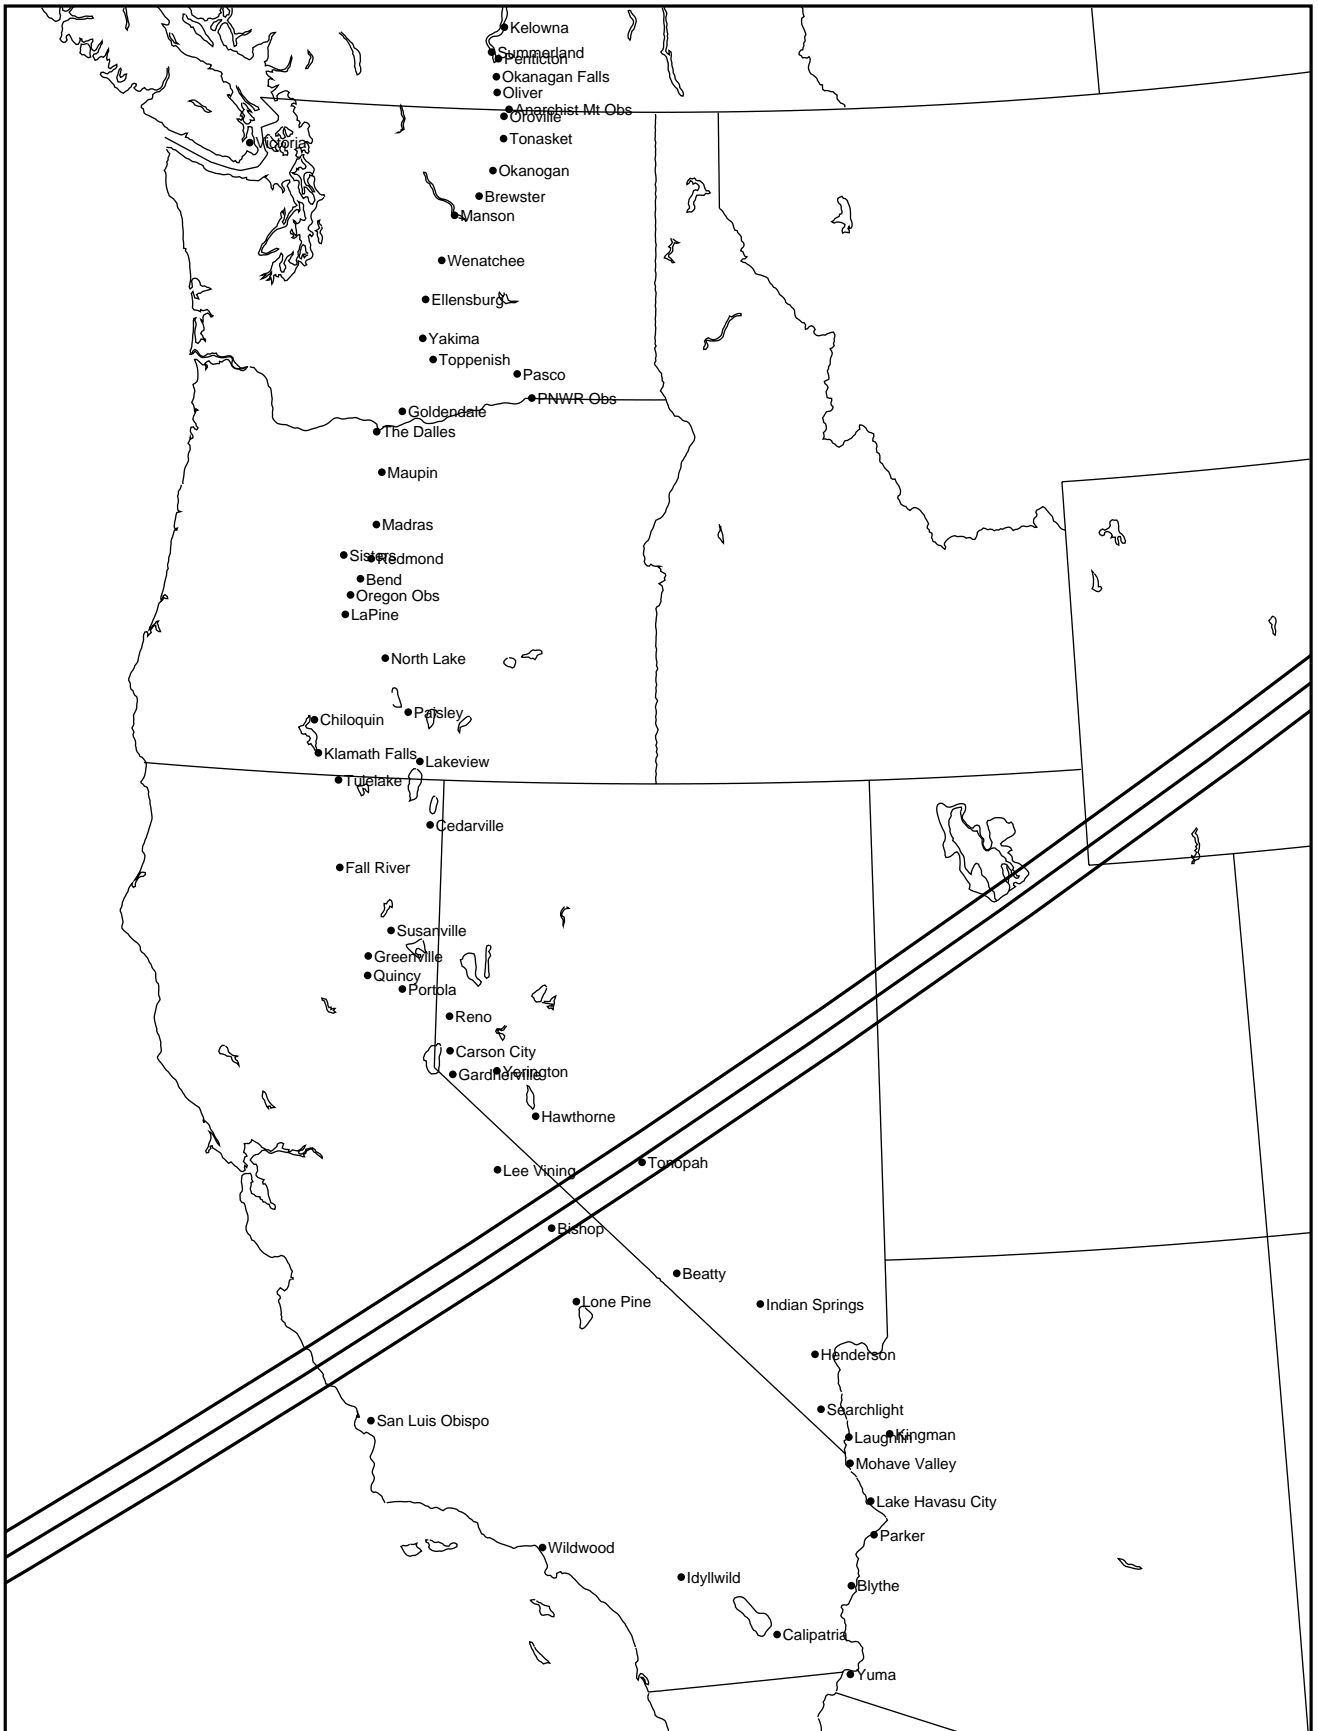 Kelowna
Summerland
Penticton
Okanagan Falls
Oliver
Anarchist Mt Obs
Oroville
Tonasket
Victoria
Okanogan
Brewster
Manson
Wenatchee
Ellensburg
Yakima
Toppenish
Pasco
PNWR Obs
Goldendale
The Dalles
Maupin
Madras
Sisters
Redmond
Bend
Oregon Obs
LaPine
North Lake
Paisley
Chiloquin
Klamath Falls
Lakeview
Tulelake
Cedarville
Fall River
Susanville
Greenville
Quincy
Portola
Reno
Carson City
Yerington
Gardnerville
Hawthorne
Tonopah
Lee Vining
Bishop
Beatty
Lone Pine
Indian Springs
Henderson
Searchlight
San Luis Obispo
Kingman
Laughlin
Mohave Valley
Lake Havasu City
Parker
Wildwood
Idyllwild
Blythe
Calipatria
Yuma